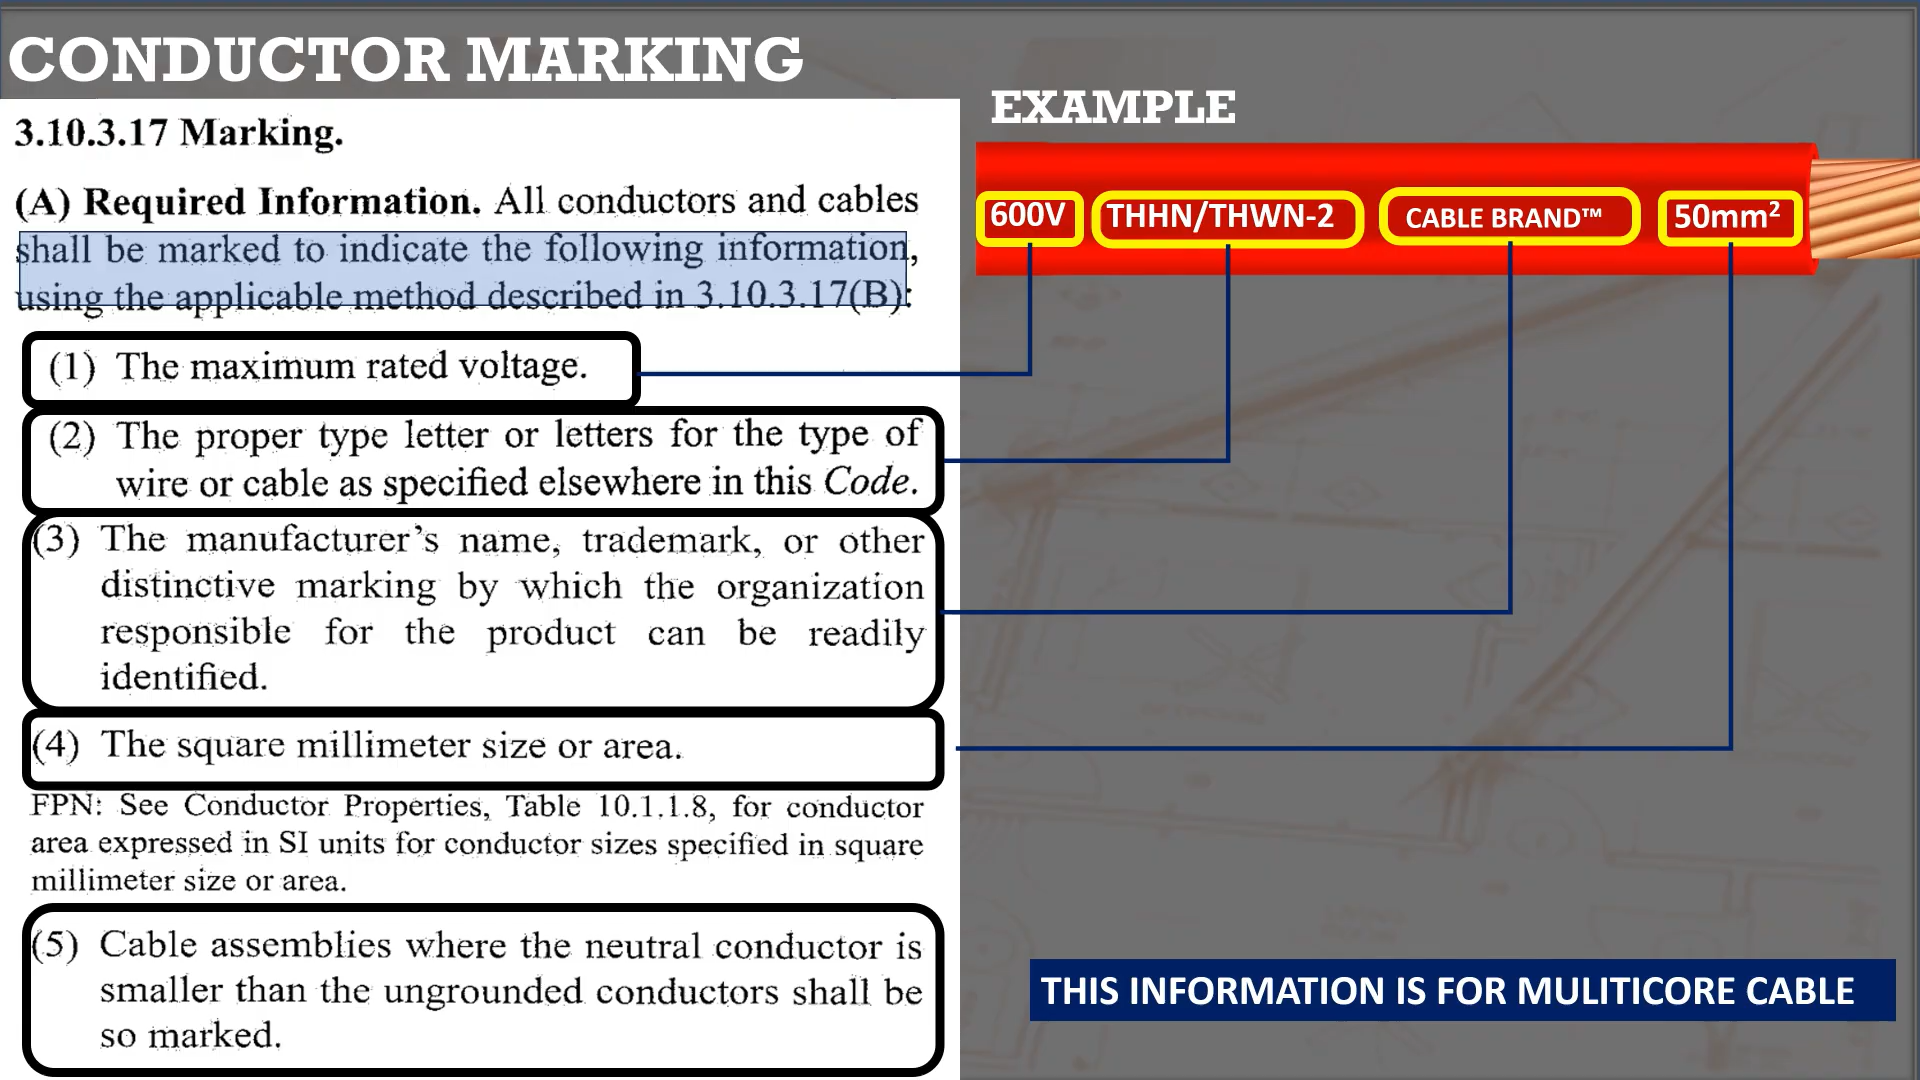 CONDUCTOR MARKING
3.10.3.17 Marking.
(A) Required Information. All conductors and cables
shall be marked to indicate the following information,
using the applicable method described in 3.10.3.17(B):
(1) The maximum rated voltage.
(2) The proper type letter or letters for the type of
wire or cable as specified elsewhere in this Code.
(3) The manufacturer's name, trademark, or other
distinctive marking by which the organization
responsible for the product can be readily
identified.
(4) The square millimeter size or area.
FPN: See Conductor Properties, Table 10.1.1.8, for conductor
area expressed in SI units for conductor sizes specified in square
millimeter size or area.
(5) Cable assemblies where the neutral conductor is
smaller than the ungrounded conductors shall be
so marked.
EXAMPLE
600V THHN/THWN-2 CABLE BRAND™ 50mm²
THIS INFORMATION IS FOR MULITICORE CABLE